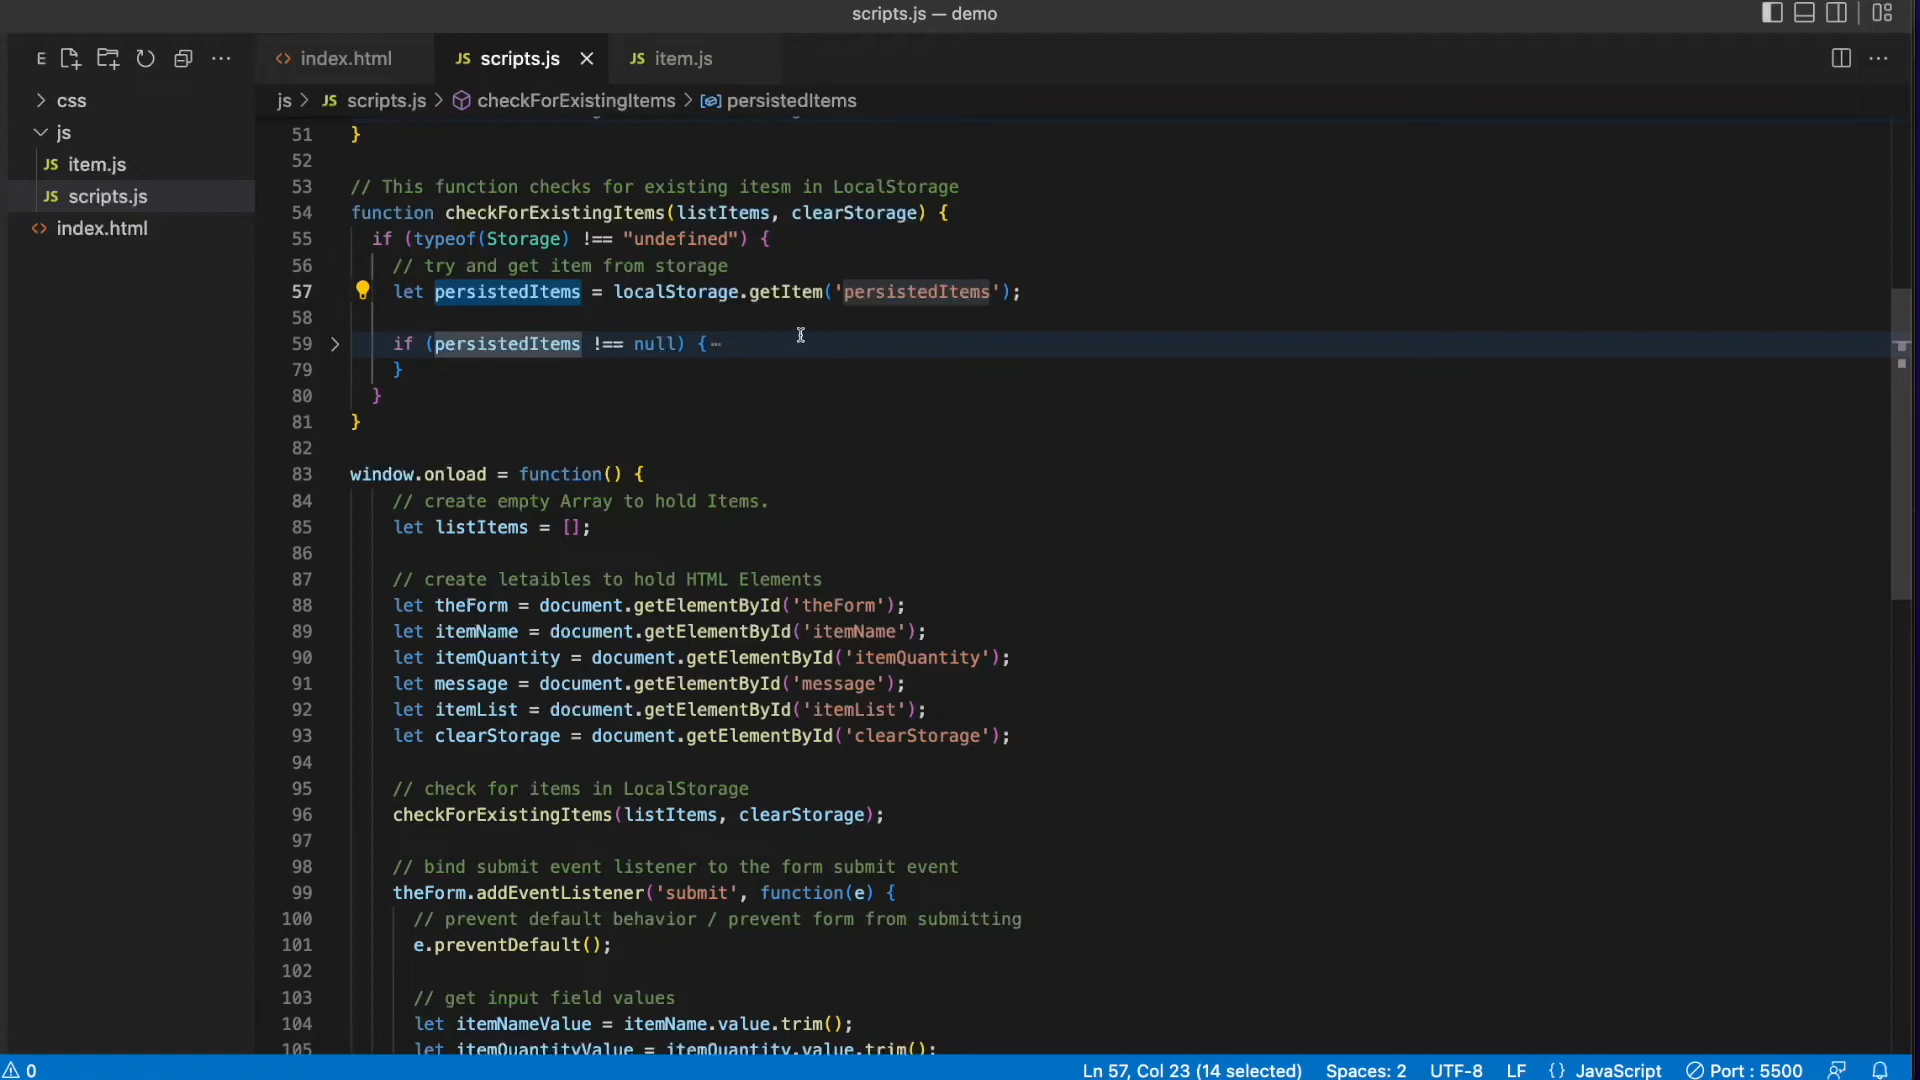 scripts.js — demo
E
index.html
JS scripts.js
JS item.js
css
js
JS item.js
JS scripts.js
index.html
js > JS scripts.js > checkForExistingItems > persistedItems
51 }
52
53 // This function checks for existing itesm in LocalStorage
54 function checkForExistingItems(listItems, clearStorage) {
55 if (typeof(Storage) !== "undefined") {
56 // try and get item from storage
57 let persistedItems = localStorage.getItem('persistedItems');
58
59 if (persistedItems !== null) {⋯
79 }
80 }
81 }
82
83 window.onload = function() {
84 // create empty Array to hold Items.
85 let listItems = [];
86
87 // create letaibles to hold HTML Elements
88 let theForm = document.getElementById('theForm');
89 let itemName = document.getElementById('itemName');
90 let itemQuantity = document.getElementById('itemQuantity');
91 let message = document.getElementById('message');
92 let itemList = document.getElementById('itemList');
93 let clearStorage = document.getElementById('clearStorage');
94
95 // check for items in LocalStorage
96 checkForExistingItems(listItems, clearStorage);
97
98 // bind submit event listener to the form submit event
99 theForm.addEventListener('submit', function(e) {
100 // prevent default behavior / prevent form from submitting
101 e.preventDefault();
102
103 // get input field values
104 let itemNameValue = itemName.value.trim();
105 let itemQuantityValue = itemQuantity.value.trim();
0 Ln 57, Col 23 (14 selected) Spaces: 2 UTF-8 LF {} JavaScript Port : 5500